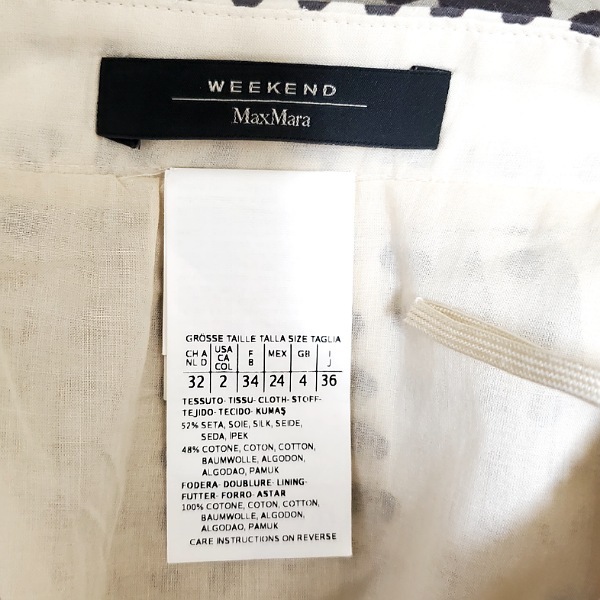 WEEKEND
MaxMara
GRÖSSE TAILLE TALLA SIZE TAGLIA
CH A NL D USA CA COL F B MEX GB I J
32 2 34 24 4 36
TESSUTO- TISSU- CLOTH- STOFF-
TEJIDO- TECIDO- KUMAŞ
52% SETA, SOIE, SILK, SEIDE,
SEDA, IPEK
48% COTONE, COTON, COTTON,
BAUMWOLLE, ALGODON,
ALGODAO, PAMUK
FODERA- DOUBLURE- LINING-
FUTTER- FORRO- ASTAR
100% COTONE, COTON, COTTON,
BAUMWOLLE, ALGODON,
ALGODAO, PAMUK
CARE INSTRUCTIONS ON REVERSE